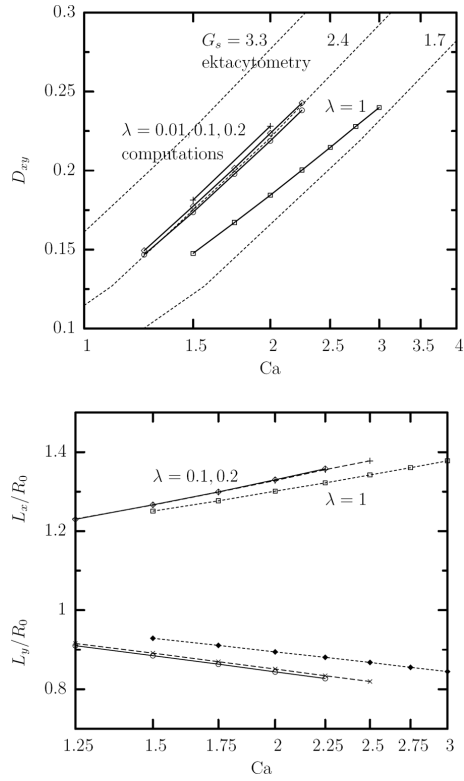 0.3
0.25
0.2
0.15
0.1
D_{xy}
G_s = 3.3
ektacytometry
2.4
1.7
λ = 0.01, 0.1, 0.2
computations
λ = 1
1 1.5 2 2.5 3 3.5 4
Ca
1.4
1.2
1
0.8
L_x/R_0
L_y/R_0
λ = 0.1, 0.2
λ = 1
1.25 1.5 1.75 2 2.25 2.5 2.75 3
Ca